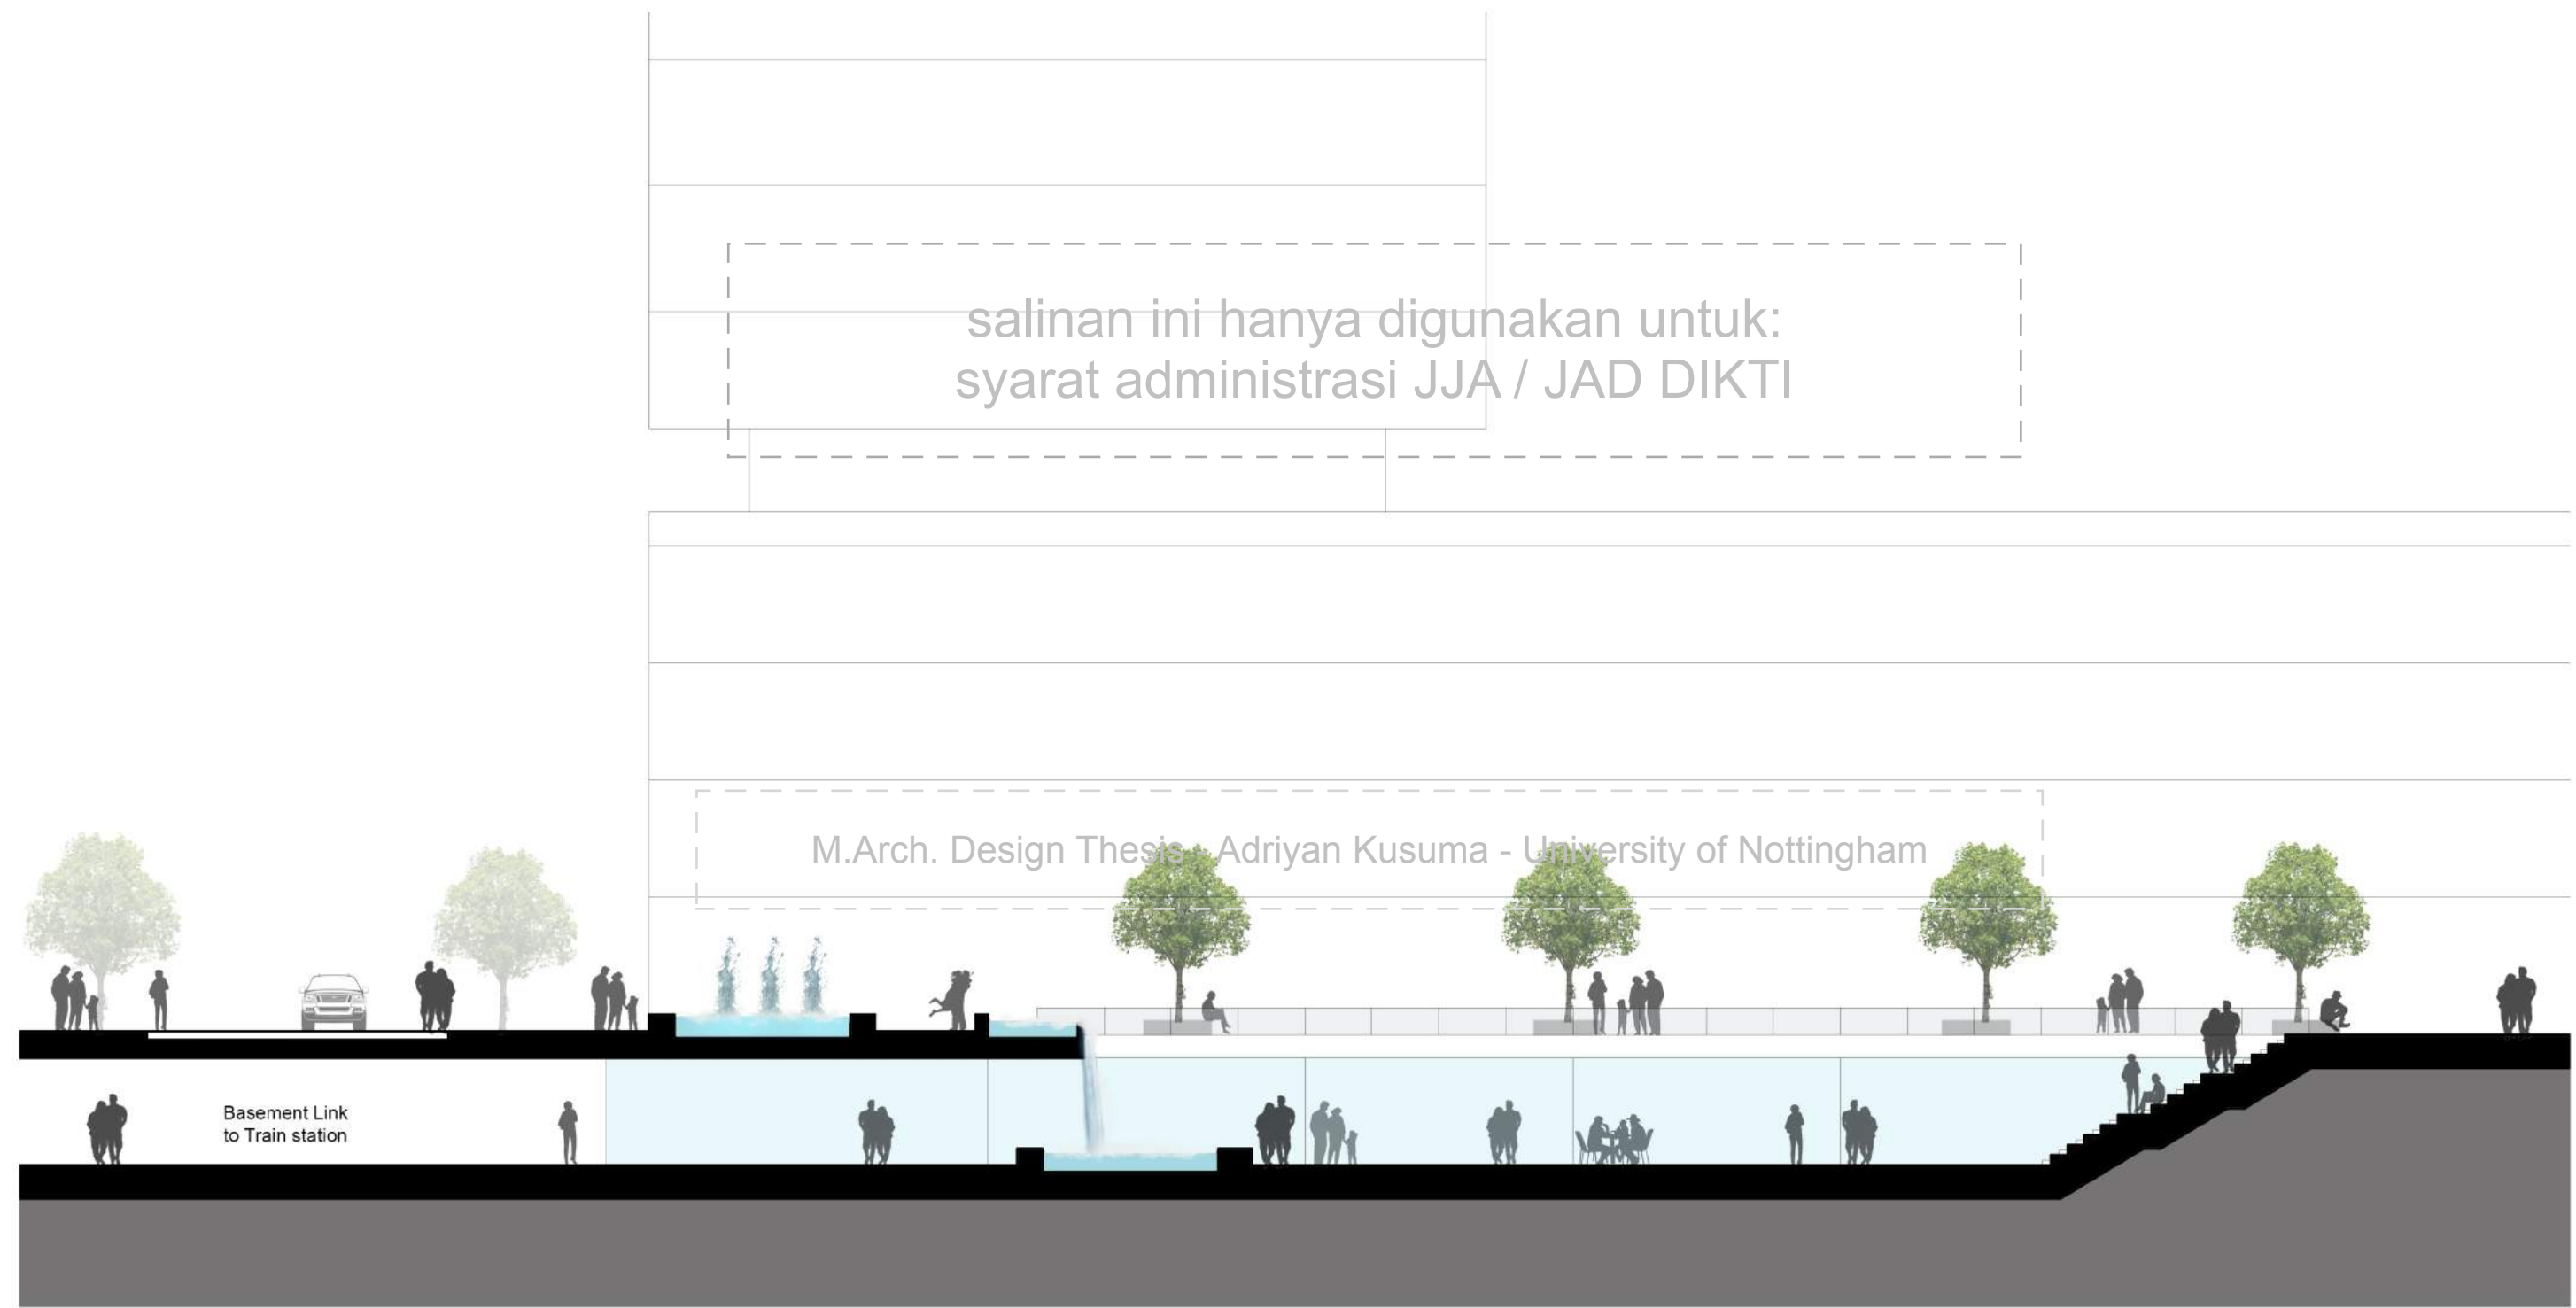 salinan ini hanya digunakan untuk:
syarat administrasi JJA / JAD DIKTI
M.Arch. Design Thesis - Adriyan Kusuma - University of Nottingham
Basement Link
to Train station